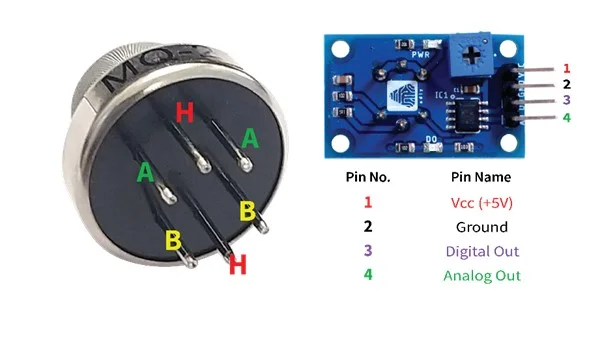 MQ-2
H
A
A
B
B
H
PWR
IC1
DO
1
2
3
4
Pin No. Pin Name
1 Vcc (+5V)
2 Ground
3 Digital Out
4 Analog Out